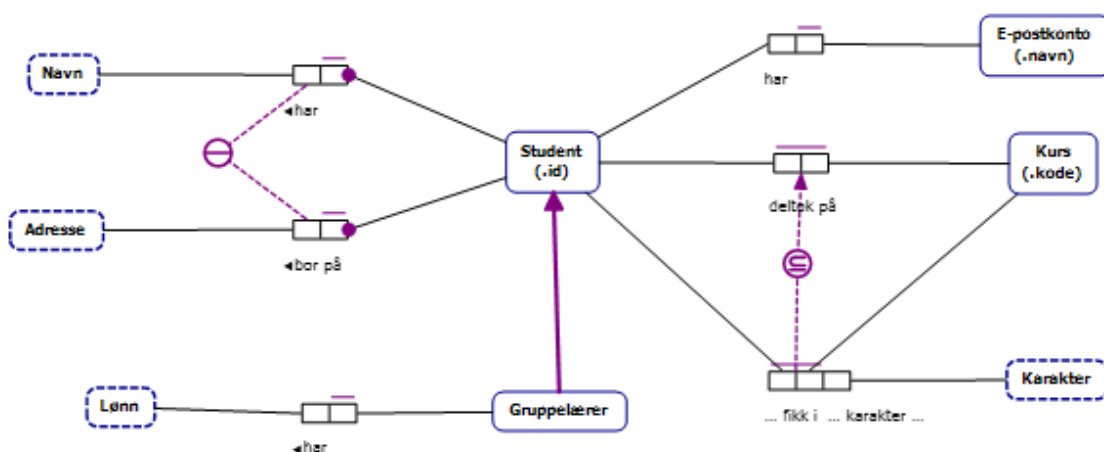 Navn
◄har
E-postkonto
(.navn)
har
Student
(.id)
Kurs
(.kode)
deltok på
Adresse
◄bor på
Lønn
◄har
Gruppelærer
Karakter
... fikk i ... karakter ...